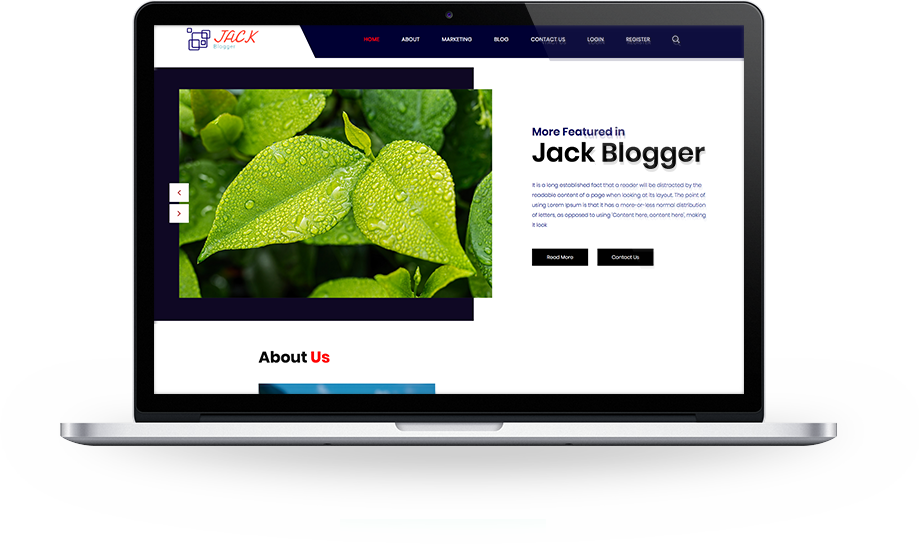 JACK
Blogger
HOME ABOUT MARKETING BLOG CONTACT US LOGIN REGISTER
More Featured in
Jack Blogger
It is a long established fact that a reader will be distracted by the
readable content of a page when looking at its layout. The point of
using Lorem Ipsum is that it has a more-or-less normal distribution
of letters, as opposed to using 'Content here, content here', making
it look
Read More Contact Us
About Us